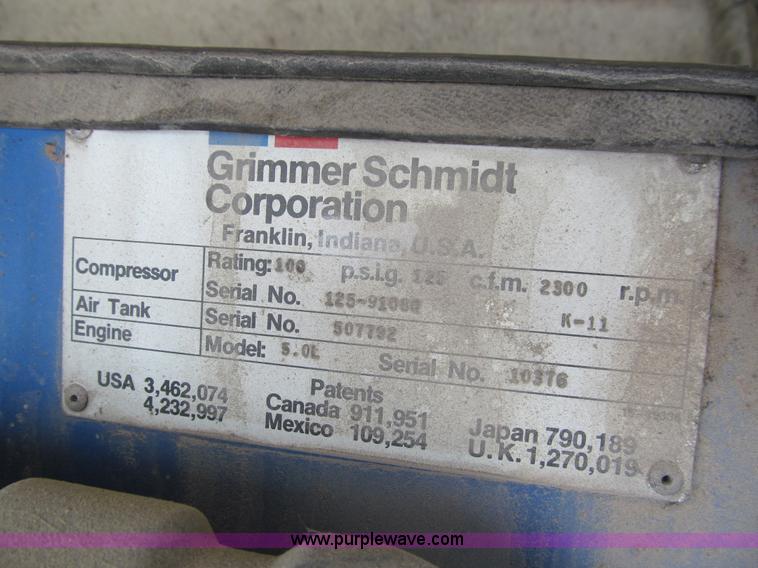 Grimmer Schmidt
Corporation
Franklin, Indiana, U.S.A.
Compressor Rating: 100 p.s.i.g. 125 c.f.m. 2300 r.p.m.
Serial No. K-11
Air Tank Serial No. 507792
Engine Model: 5.0L Serial No. 10376
Patents
USA 3,462,074 Canada 911,951 Japan 790,189
4,232,997 Mexico 109,254 U.K. 1,270,019
www.purplewave.com